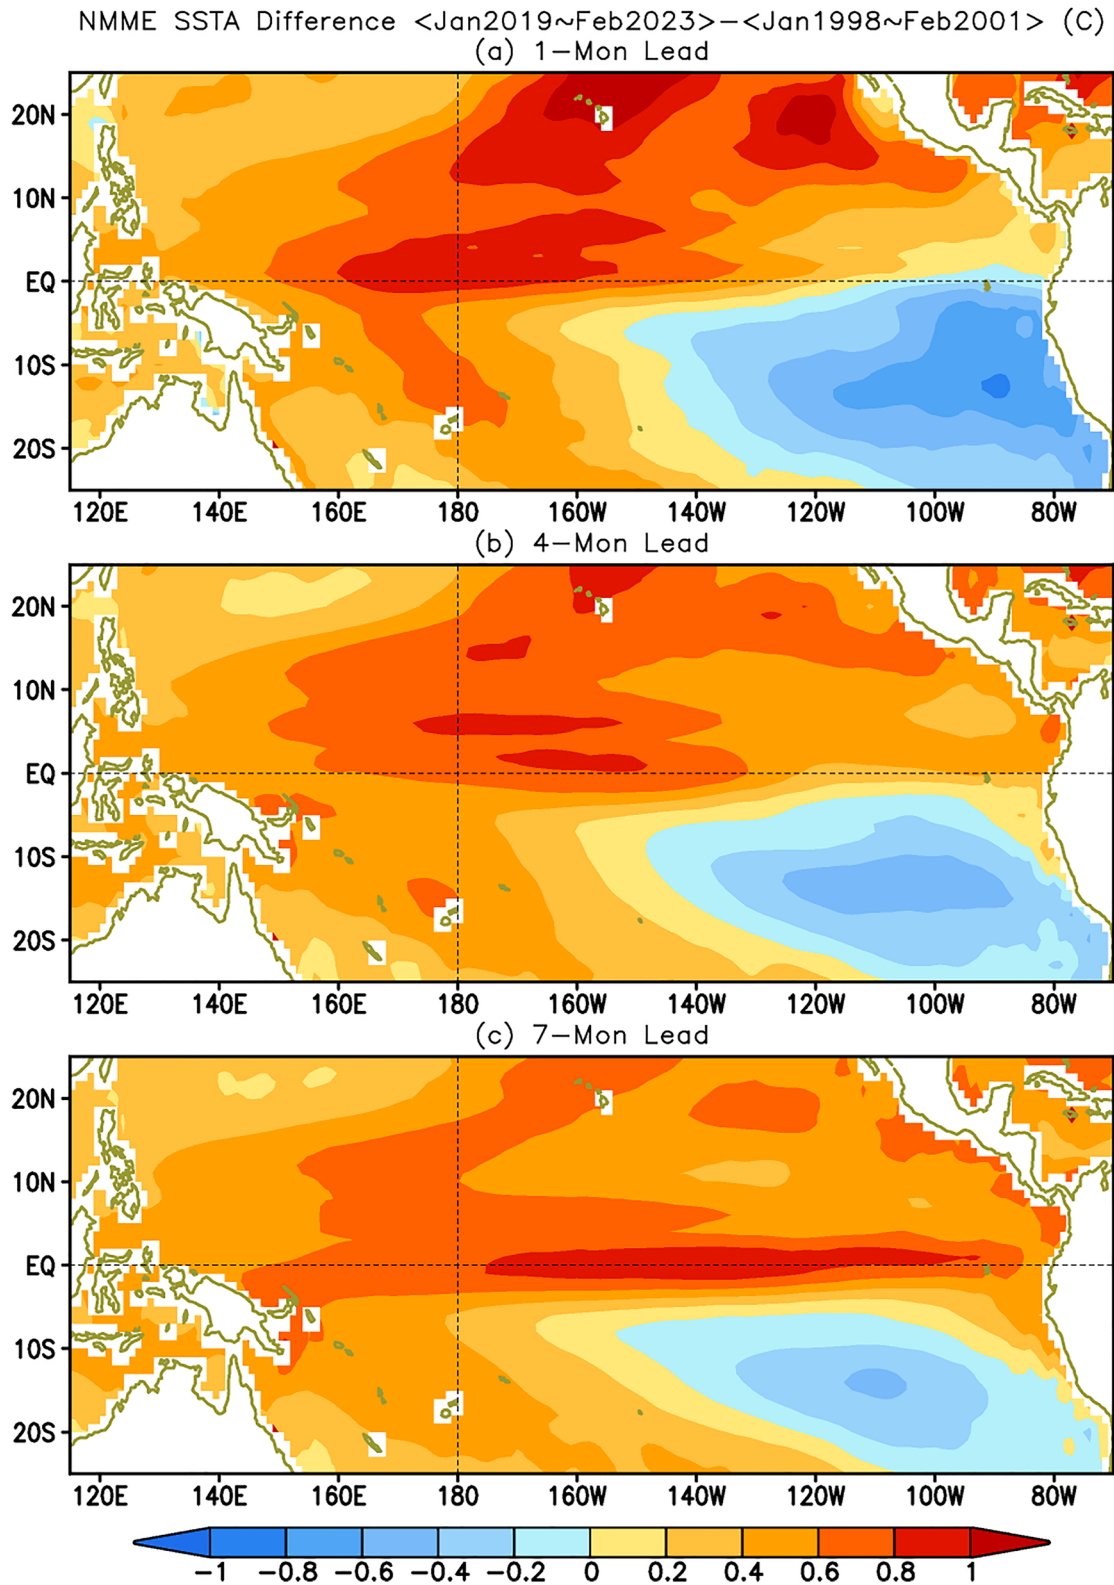 NMME SSTA Difference <Jan2019~Feb2023>−<Jan1998~Feb2001> (C)
(a) 1−Mon Lead
20N
10N
EQ
10S
20S
120E 140E 160E 180 160W 140W 120W 100W 80W
(b) 4−Mon Lead
20N
10N
EQ
10S
20S
120E 140E 160E 180 160W 140W 120W 100W 80W
(c) 7−Mon Lead
20N
10N
EQ
10S
20S
120E 140E 160E 180 160W 140W 120W 100W 80W
−1 −0.8 −0.6 −0.4 −0.2 0 0.2 0.4 0.6 0.8 1